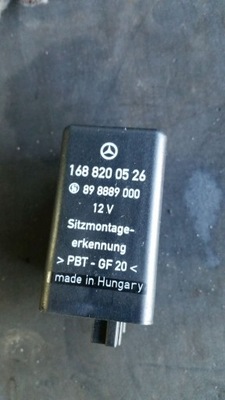 168 820 05 26
89 8889 000
12 V
Sitzmontage-
erkennung
> PBT - GF 20 <
made in Hungary